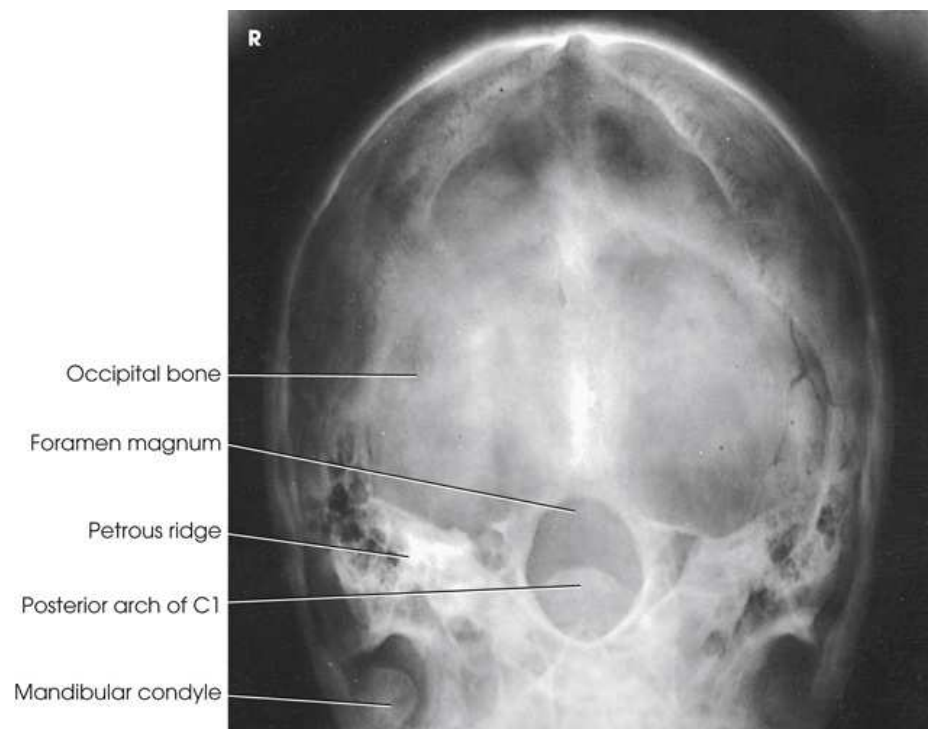 R
Occipital bone
Foramen magnum
Petrous ridge
Posterior arch of C1
Mandibular condyle